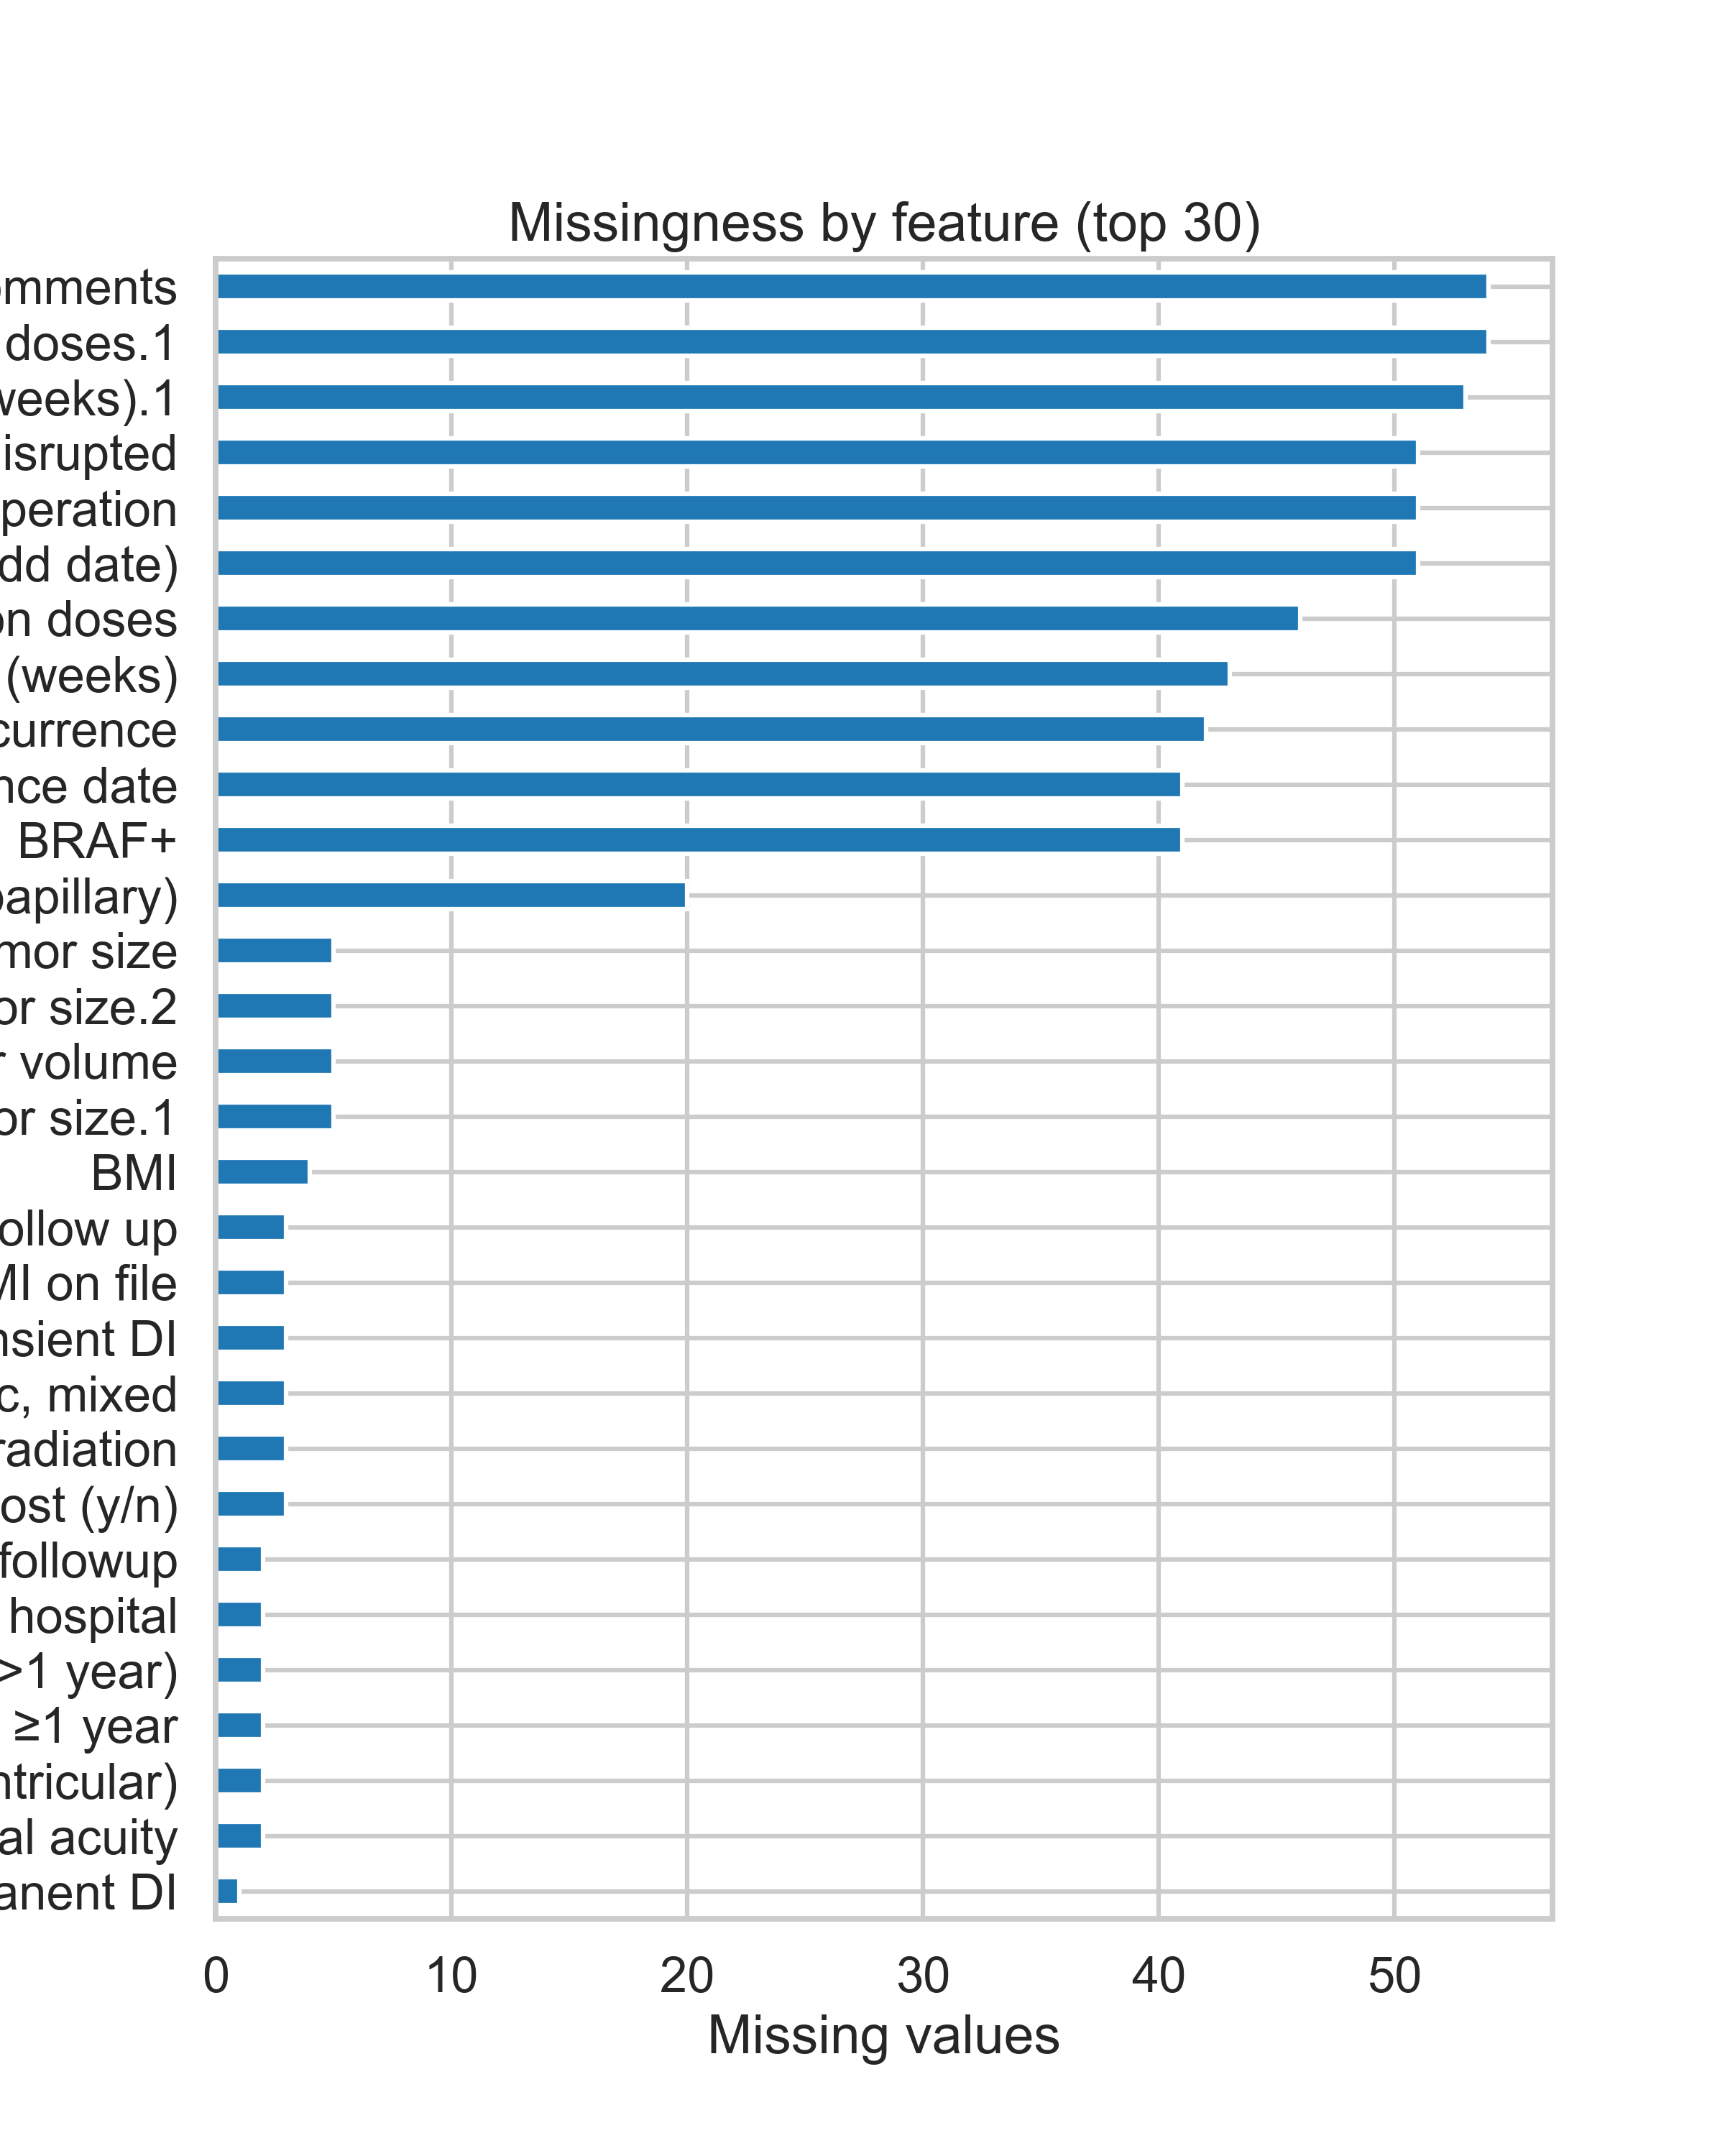 Missingness by feature (top 30)
omments
doses.1
weeks).1
isrupted
peration
dd date)
on doses
(weeks)
currence
nce date
BRAF+
papillary)
mor size
or size.2
r volume
or size.1
BMI
ollow up
MI on file
nsient DI
c, mixed
radiation
ost (y/n)
followup
hospital
>1 year)
≥1 year
ntricular)
al acuity
anent DI
0 10 20 30 40 50
Missing values